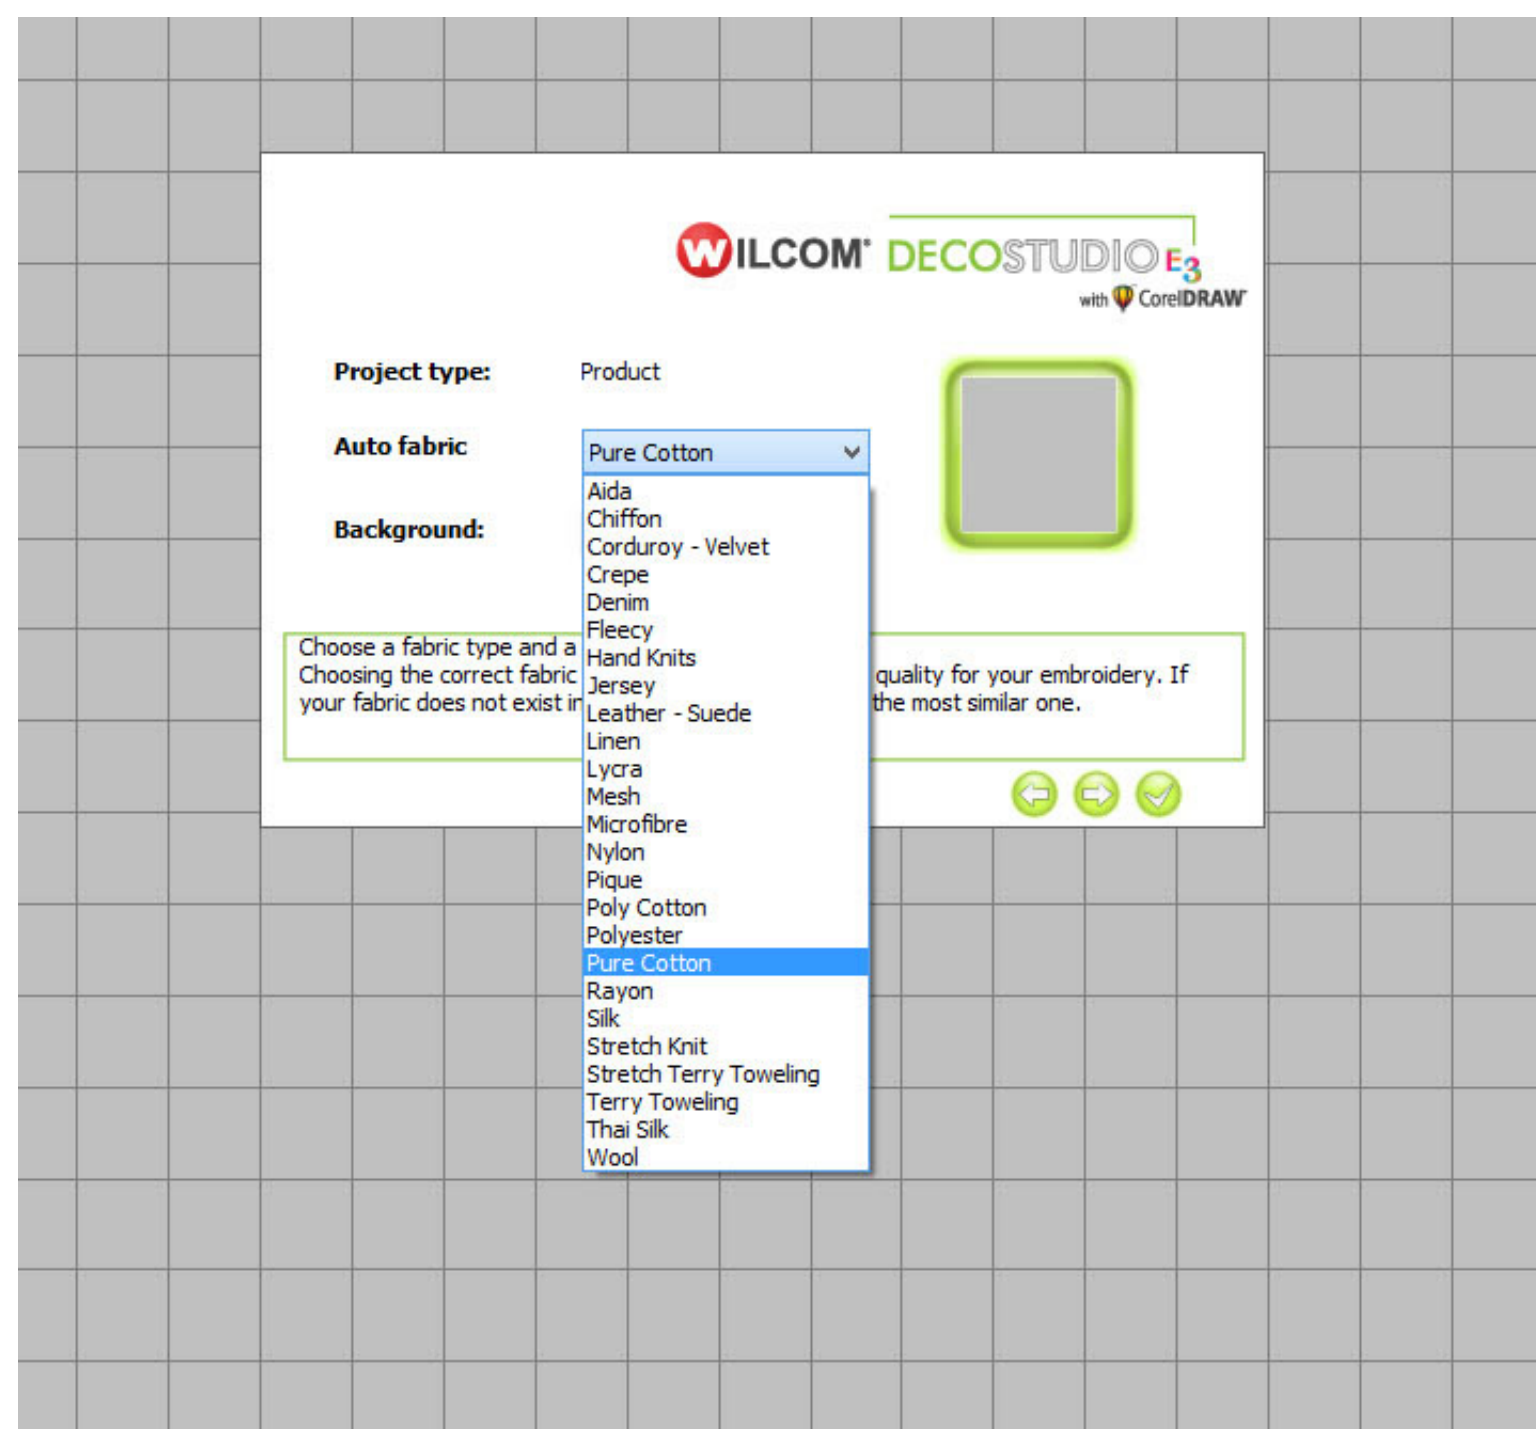 WILCOM® DECOSTUDIO E3
with CorelDRAW®
Project type: Product
Auto fabric Pure Cotton
Background:
Aida
Chiffon
Corduroy - Velvet
Crepe
Denim
Fleecy
Hand Knits
Jersey
Leather - Suede
Linen
Lycra
Mesh
Microfibre
Nylon
Pique
Poly Cotton
Polyester
Pure Cotton
Rayon
Silk
Stretch Knit
Stretch Terry Toweling
Terry Toweling
Thai Silk
Wool
Choose a fabric type and a
Choosing the correct fabric quality for your embroidery. If
your fabric does not exist in the most similar one.